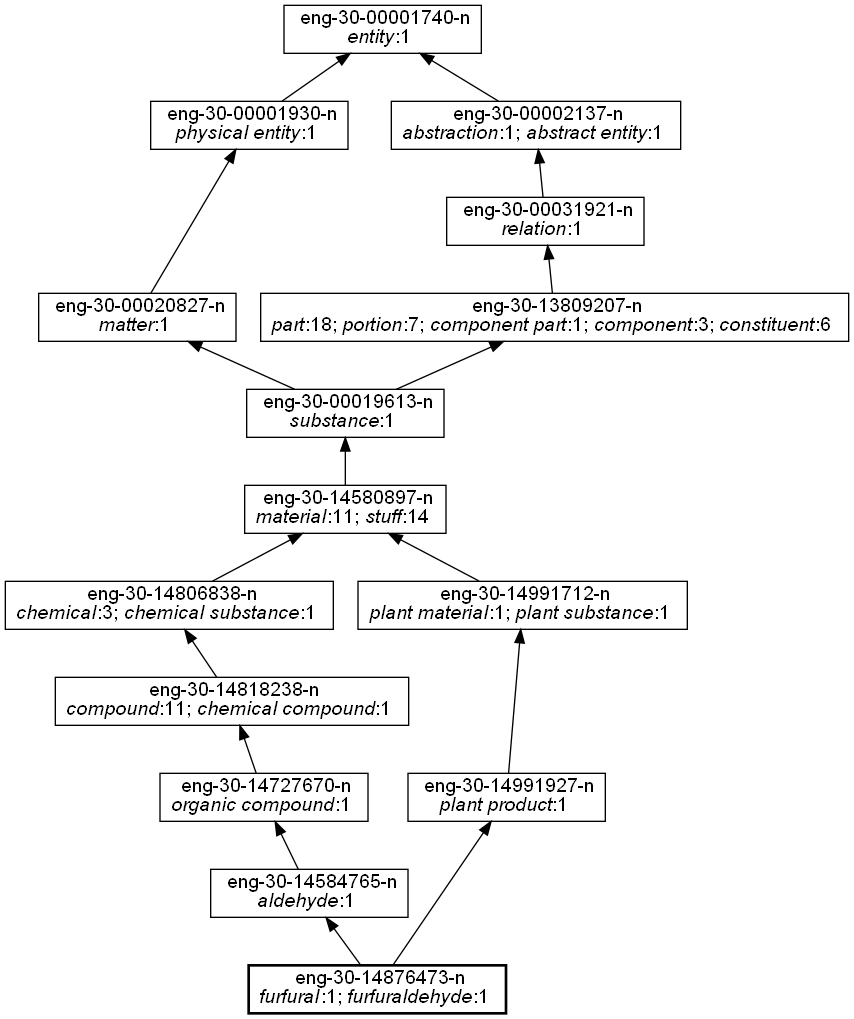 eng-30-00001740-n
entity:1
eng-30-00001930-n
physical entity:1
eng-30-00002137-n
abstraction:1; abstract entity:1
eng-30-00031921-n
relation:1
eng-30-00020827-n
matter:1
eng-30-13809207-n
part:18; portion:7; component part:1; component:3; constituent:6
eng-30-00019613-n
substance:1
eng-30-14580897-n
material:11; stuff:14
eng-30-14806838-n
chemical:3; chemical substance:1
eng-30-14991712-n
plant material:1; plant substance:1
eng-30-14818238-n
compound:11; chemical compound:1
eng-30-14727670-n
organic compound:1
eng-30-14991927-n
plant product:1
eng-30-14584765-n
aldehyde:1
eng-30-14876473-n
furfural:1; furfuraldehyde:1